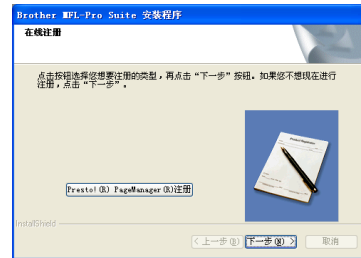 Brother MFL-Pro Suite 安装程序
在线注册
点击按钮选择您想要注册的类型，再点击“下一步”按钮。如果您不想现在进行
注册，点击“下一步”。
Presto!(R) PageManager(R)注册
InstallShield
< 上一步(B)
下一步(N) >
取消